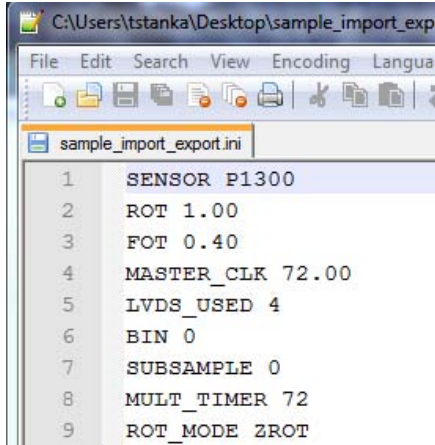 C:\Users\tstanka\Desktop\sample_import_exp
File Edit Search View Encoding Langua
sample_import_export.ini
1 SENSOR P1300
2 ROT 1.00
3 FOT 0.40
4 MASTER_CLK 72.00
5 LVDS_USED 4
6 BIN 0
7 SUBSAMPLE 0
8 MULT_TIMER 72
9 ROT_MODE ZROT